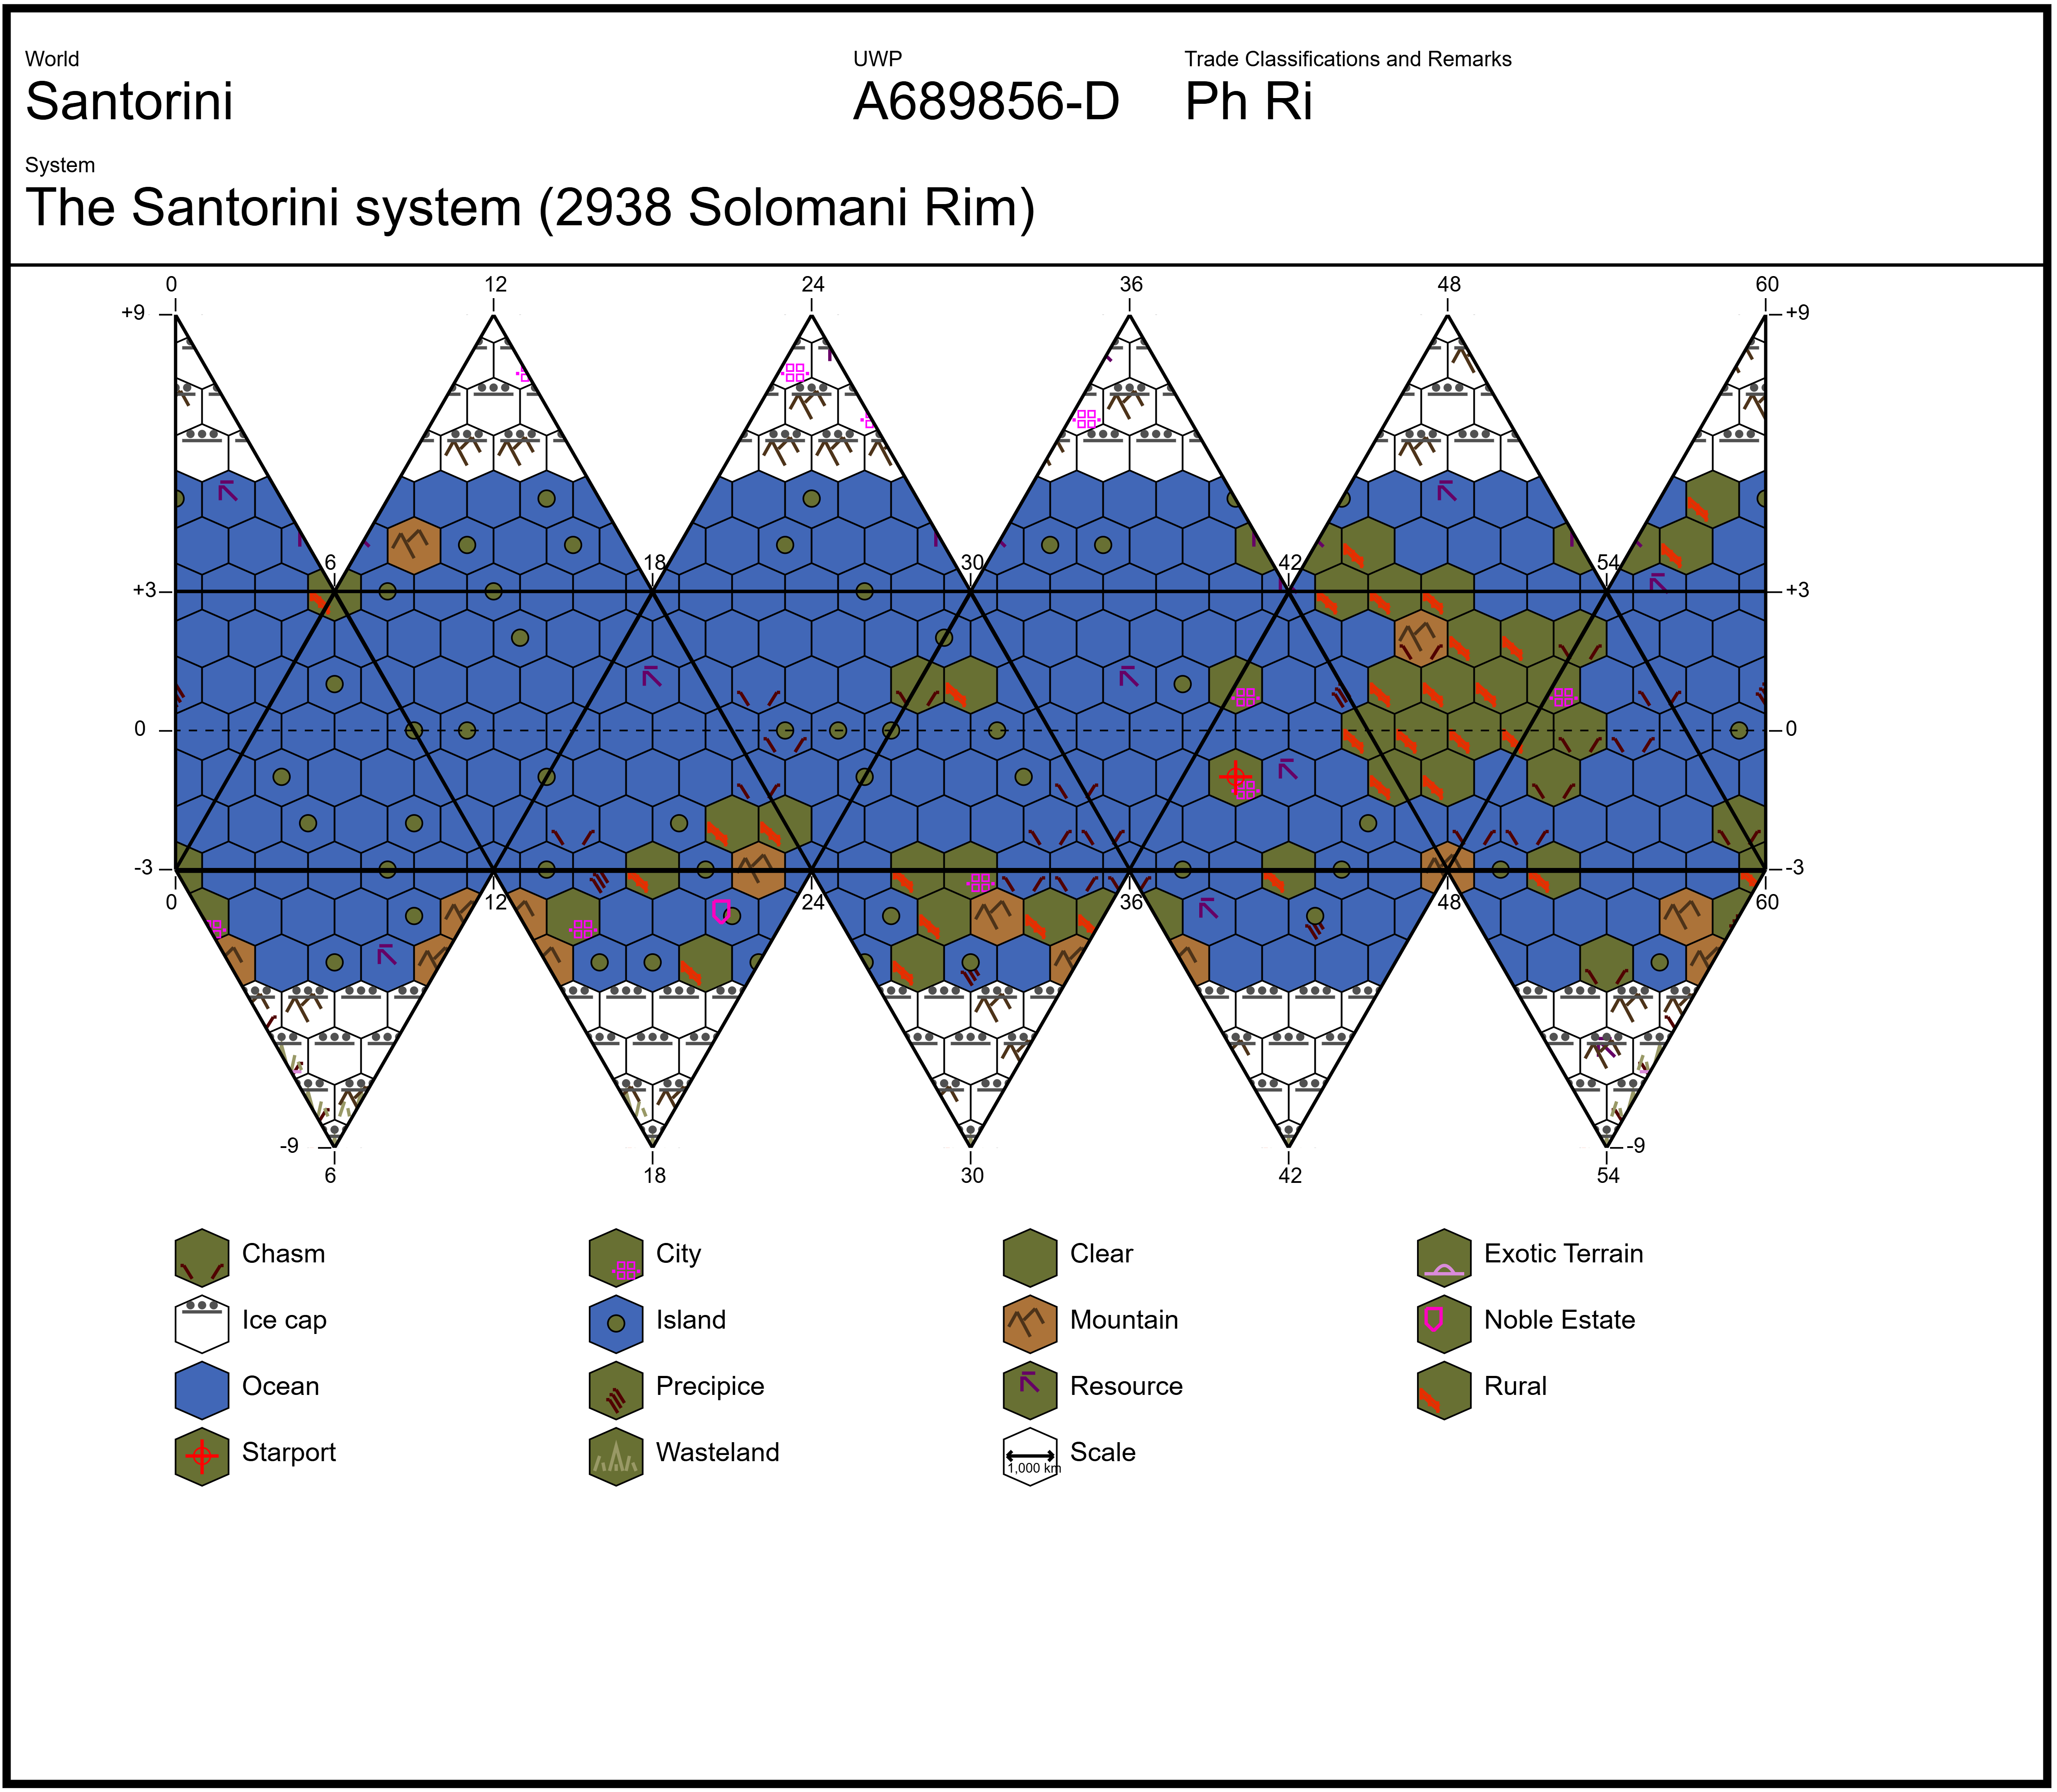 World
UWP
Trade Classifications and Remarks
Santorini
A689856-D
Ph Ri
System
The Santorini system (2938 Solomani Rim)
0 12 24 36 48 60
+9 +9
6 18 30 42 54
+3 +3
0 0
-3 -3
0 12 24 36 48 60
-9 -9
6 18 30 42 54
Chasm City Clear Exotic Terrain
Ice cap Island Mountain Noble Estate
Ocean Precipice Resource Rural
Starport Wasteland 1,000 km Scale